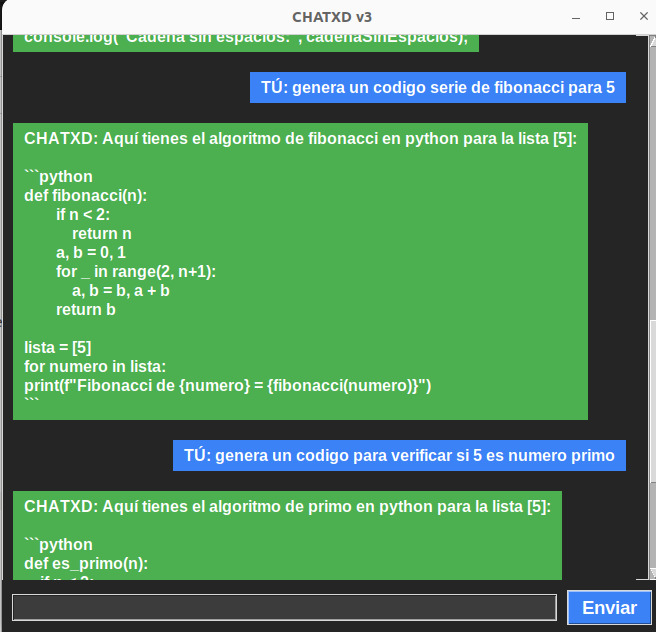 CHATXD v3
console.log("Cadena sin espacios: ", cadenaSinEspacios);
TÚ: genera un codigo serie de fibonacci para 5
CHATXD: Aquí tienes el algoritmo de fibonacci en python para la lista [5]:
```python
def fibonacci(n):
if n < 2:
return n
a, b = 0, 1
for _ in range(2, n+1):
a, b = b, a + b
return b
lista = [5]
for numero in lista:
print(f"Fibonacci de {numero} = {fibonacci(numero)}")
```
TÚ: genera un codigo para verificar si 5 es numero primo
CHATXD: Aquí tienes el algoritmo de primo en python para la lista [5]:
```python
def es_primo(n):
if n < 2:
Enviar